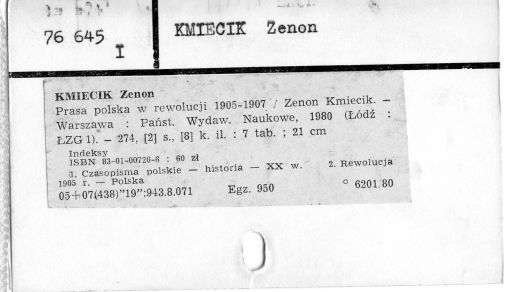 76 645
I
KMIECIK Zenon
KMIECIK Zenon
Prasa polska w rewolucji 1905-1907 / Zenon Kmiecik. —
Warszawa : Państ. Wydaw. Naukowe, 1980 (Łódź :
ŁZG 1). — 274, [2] s., [8] k. il. : 7 tab. ; 21 cm
Indeksy
ISBN 83-01-00720-6 : 60 zł
1. Czasopisma polskie — historia — XX w. 2. Rewolucja
1905 r. — Polska
05+07(438)"19":943.8.071 Egz. 950 ° 6201/80